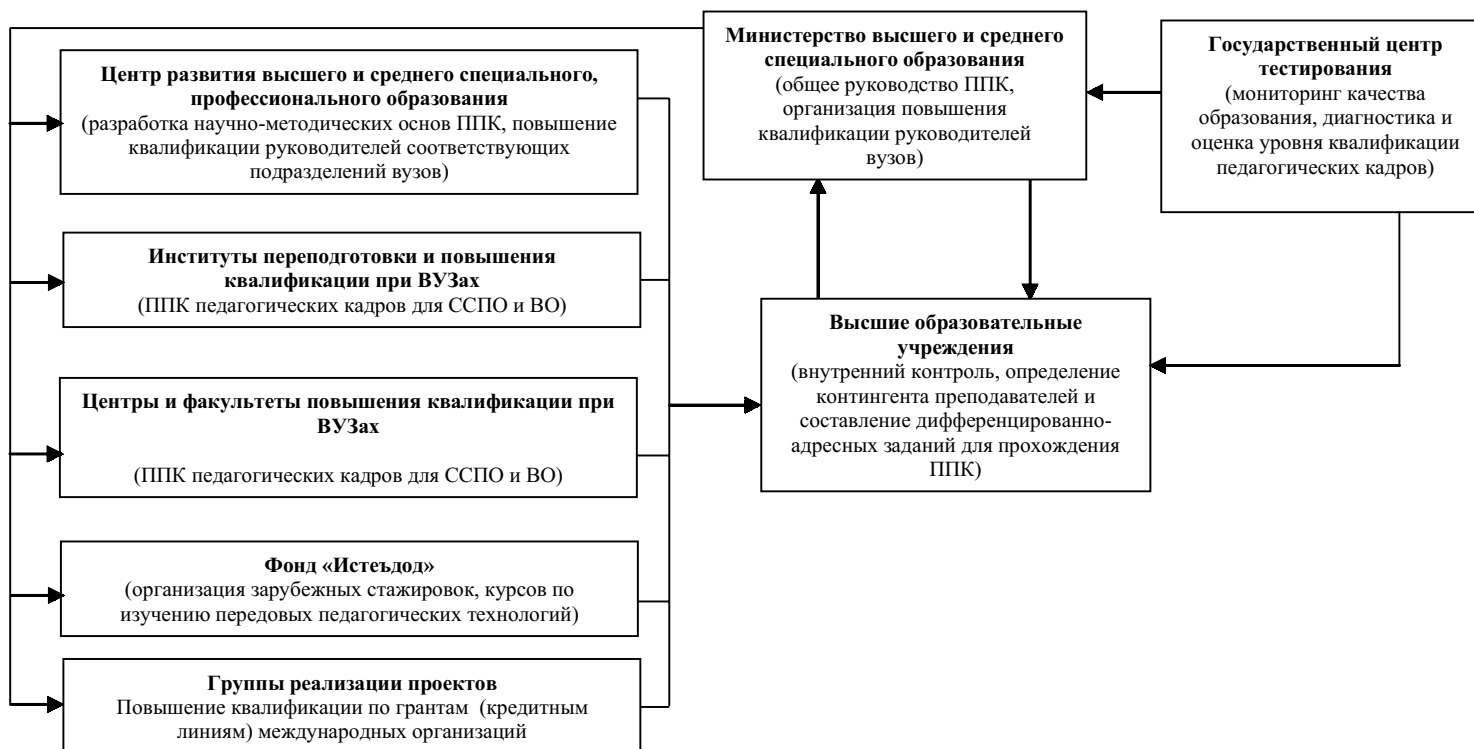 Министерство высшего и среднего
специального образования
(общее руководство ППК,
организация повышения
квалификации руководителей
вузов)
Государственный центр
тестирования
(мониторинг качества
образования, диагностика и
оценка уровня квалификации
педагогических кадров)
Центр развития высшего и среднего специального,
профессионального образования
(разработка научно-методических основ ППК, повышение
квалификации руководителей соответствующих
подразделений вузов)
Институты переподготовки и повышения
квалификации при ВУЗах
(ППК педагогических кадров для ССПО и ВО)
Высшие образовательные
учреждения
(внутренний контроль, определение
контингента преподавателей и
составление дифференцированно-
адресных заданий для прохождения
ППК)
Центры и факультеты повышения квалификации при
ВУЗах
(ППК педагогических кадров для ССПО и ВО)
Фонд «Истеъдод»
(организация зарубежных стажировок, курсов по
изучению передовых педагогических технологий)
Группы реализации проектов
Повышение квалификации по грантам (кредитным
линиям) международных организаций